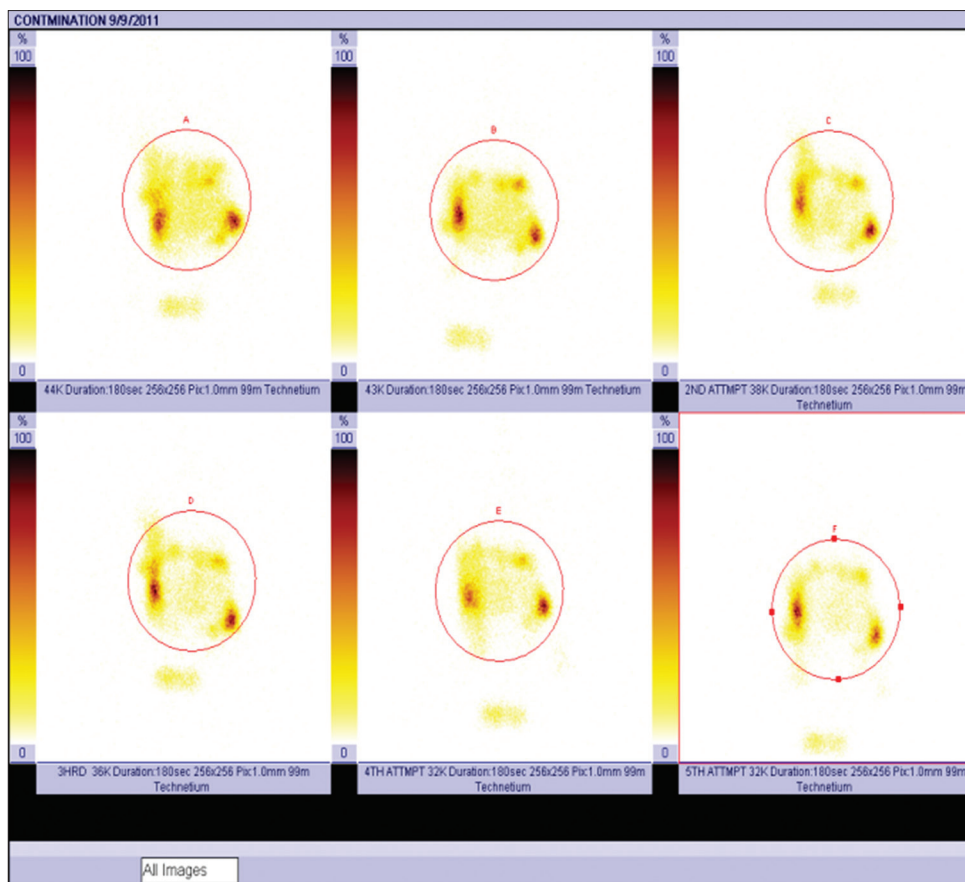 CONTMINATION 9/9/2011
% % %
100 100 100
A B C
0 0 0
44K Duration:180sec 256x256 Pix:1.0mm 99m Technetium
43K Duration:180sec 256x256 Pix:1.0mm 99m Technetium
2ND ATTMPT 38K Duration:180sec 256x256 Pix:1.0mm 99m
Technetium
% % %
100 100 100
D E F
0 0 0
3HRD 36K Duration:180sec 256x256 Pix:1.0mm 99m
Technetium
4TH ATTMPT 32K Duration:180sec 256x256 Pix:1.0mm 99m
Technetium
5TH ATTMPT 32K Duration:180sec 256x256 Pix:1.0mm 99m
Technetium
All Images